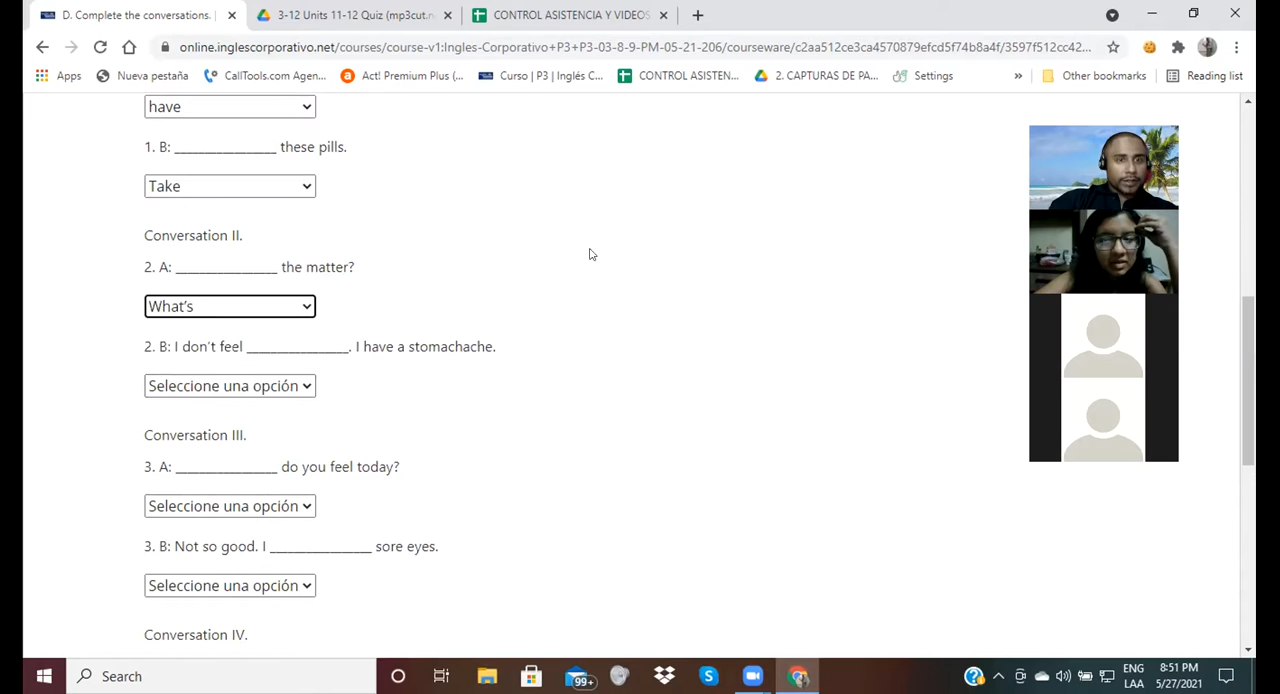 D. Complete the conversations. |
3-12 Units 11-12 Quiz (mp3cut.n
CONTROL ASISTENCIA Y VIDEOS
online.inglescorporativo.net/courses/course-v1:Ingles-Corporativo+P3+P3-03-8-9-PM-05-21-206/courseware/c2aa512ce3ca4570879efcd5f74b8a4f/3597f512cc42...
Apps
Nueva pestaña
CallTools.com Agen...
Act! Premium Plus (...
Curso | P3 | Inglés C...
CONTROL ASISTEN...
2. CAPTURAS DE PA...
Settings
»
Other bookmarks
Reading list
have
1. B: ________________ these pills.
Take
Conversation II.
2. A: ________________ the matter?
What's
2. B: I don't feel ________________. I have a stomachache.
Seleccione una opción
Conversation III.
3. A: ________________ do you feel today?
Seleccione una opción
3. B: Not so good. I ________________ sore eyes.
Seleccione una opción
Conversation IV.
Search
99+
ENG
LAA
8:51 PM
5/27/2021